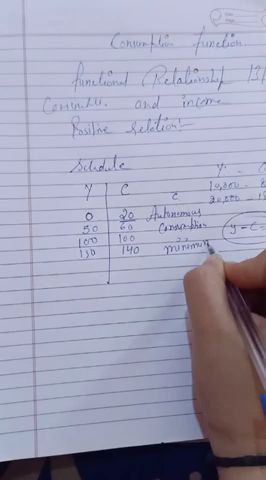 Consumption function
functional Relationship
and income
Positive relation:-
Schedule
Y C
Y C
10,000
20,000
0 20 Autonomous
50 60 Consumption
100 100
150 140 minimum